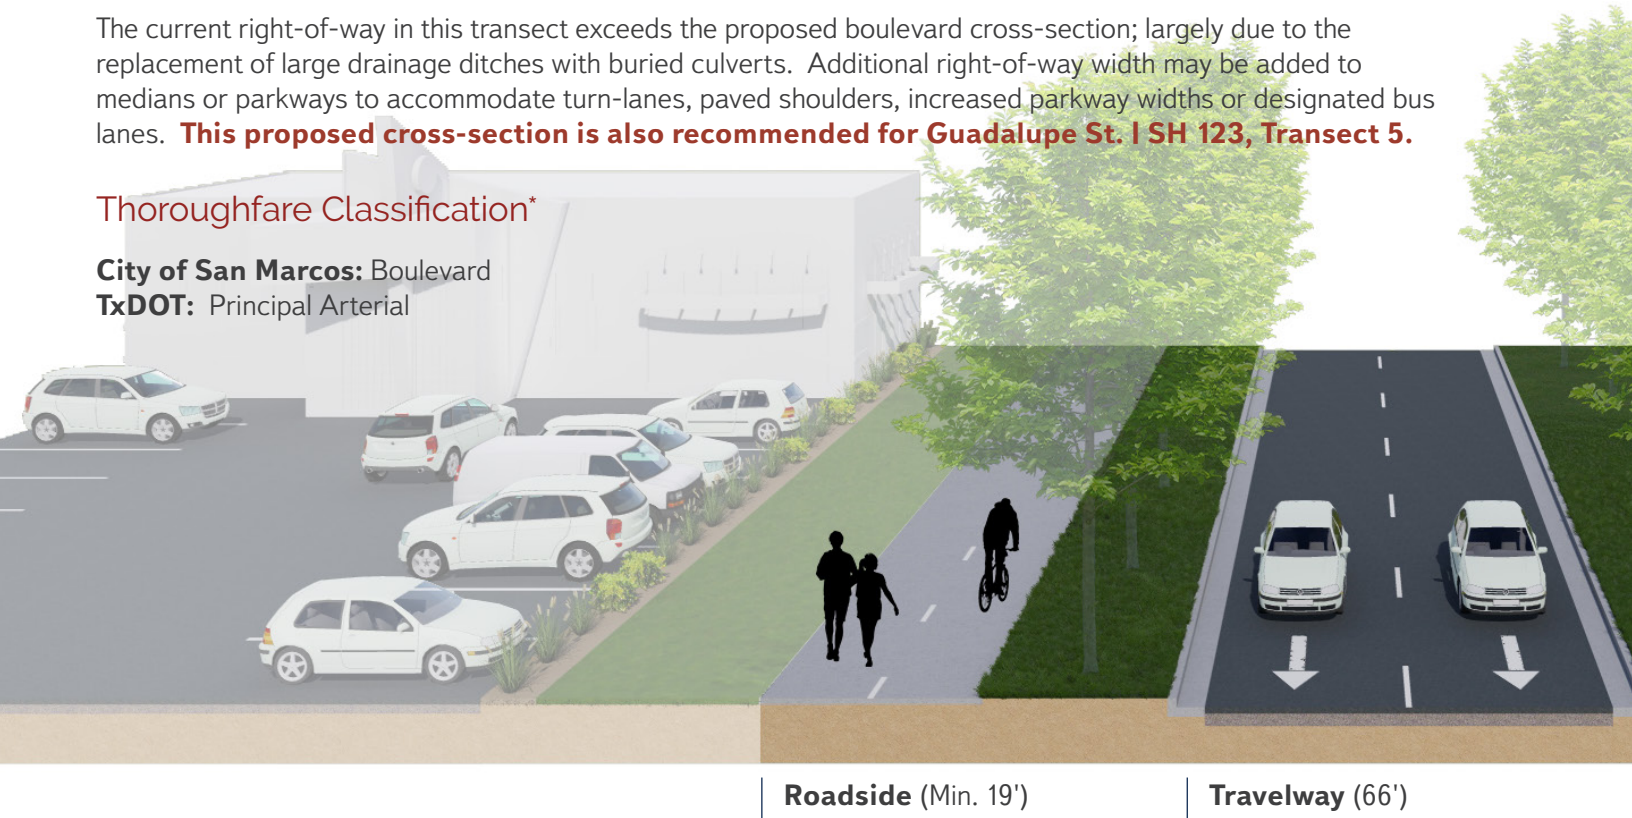 The current right-of-way in this transect exceeds the proposed boulevard cross-section; largely due to the
replacement of large drainage ditches with buried culverts. Additional right-of-way width may be added to
medians or parkways to accommodate turn-lanes, paved shoulders, increased parkway widths or designated bus
lanes. This proposed cross-section is also recommended for Guadalupe St. | SH 123, Transect 5.
Thoroughfare Classification*
City of San Marcos: Boulevard
TxDOT: Principal Arterial
Roadside (Min. 19')
Travelway (66')